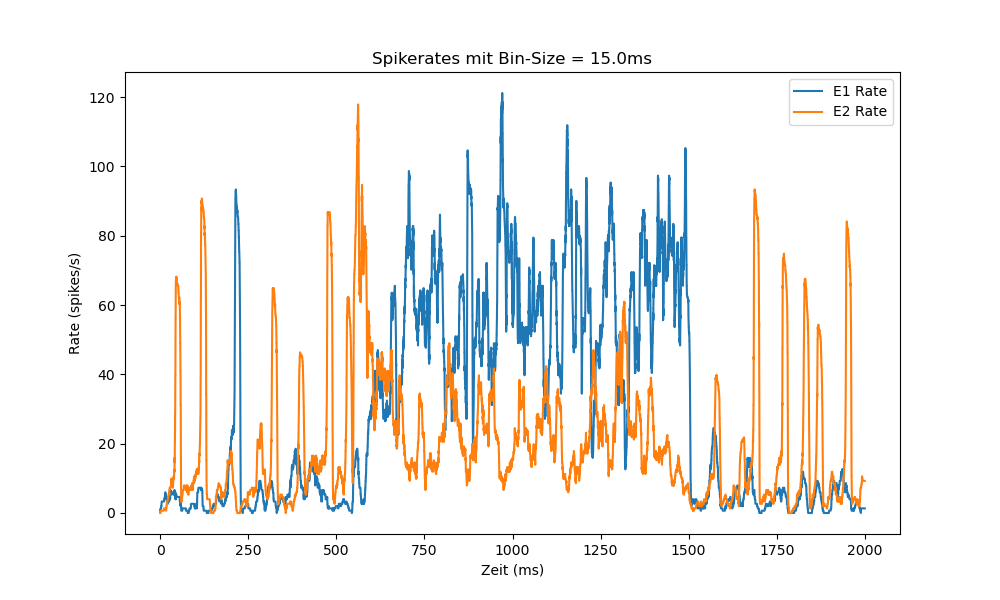 Spikerates mit Bin-Size = 15.0ms
E1 Rate
E2 Rate
120
100
80
60
40
20
0
Rate (spikes/s)
0 250 500 750 1000 1250 1500 1750 2000
Zeit (ms)